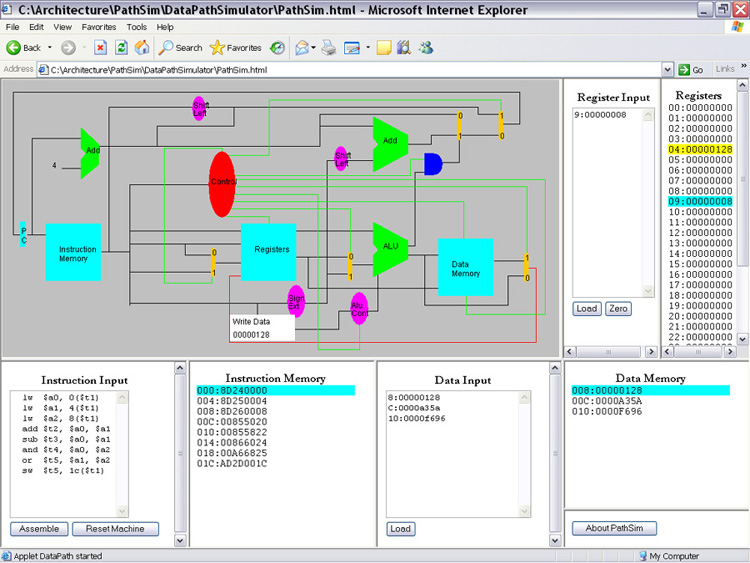 C:\Architecture\PathSim\DataPathSimulator\PathSim.html - Microsoft Internet Explorer
File Edit View Favorites Tools Help
Back Search Favorites
Address C:\Architecture\PathSim\DataPathSimulator\PathSim.html Go Links »
Shift Left
Add
4
Control
Shift Left
Add
0
1
1
0
P C
Instruction Memory
0
1
Registers
0
1
ALU
Data Memory
1
0
Sign Ext
Alu Cont
Write Data
00000128
Register Input
9:00000008
Load Zero
Registers
00:00000000
01:00000000
02:00000000
03:00000000
04:00000128
05:00000000
06:00000000
07:00000000
08:00000000
09:00000008
10:00000000
11:00000000
12:00000000
13:00000000
14:00000000
15:00000000
16:00000000
17:00000000
18:00000000
19:00000000
20:00000000
21:00000000
22:00000000
Instruction Input
lw $a0, 0($t1)
lw $a1, 4($t1)
lw $a2, 8($t1)
add $t2, $a0, $a1
sub $t3, $a0, $a1
and $t4, $a0, $a2
or $t5, $a1, $a2
sw $t5, 1c($t1)
Assemble Reset Machine
Instruction Memory
000:8D240000
004:8D250004
008:8D260008
00C:00855020
010:00855822
014:00866024
018:00A66825
01C:AD2D001C
Data Input
8:00000128
C:0000a35a
10:0000f696
Load
Data Memory
008:00000128
00C:0000A35A
010:0000F696
About PathSim
Applet DataPath started My Computer